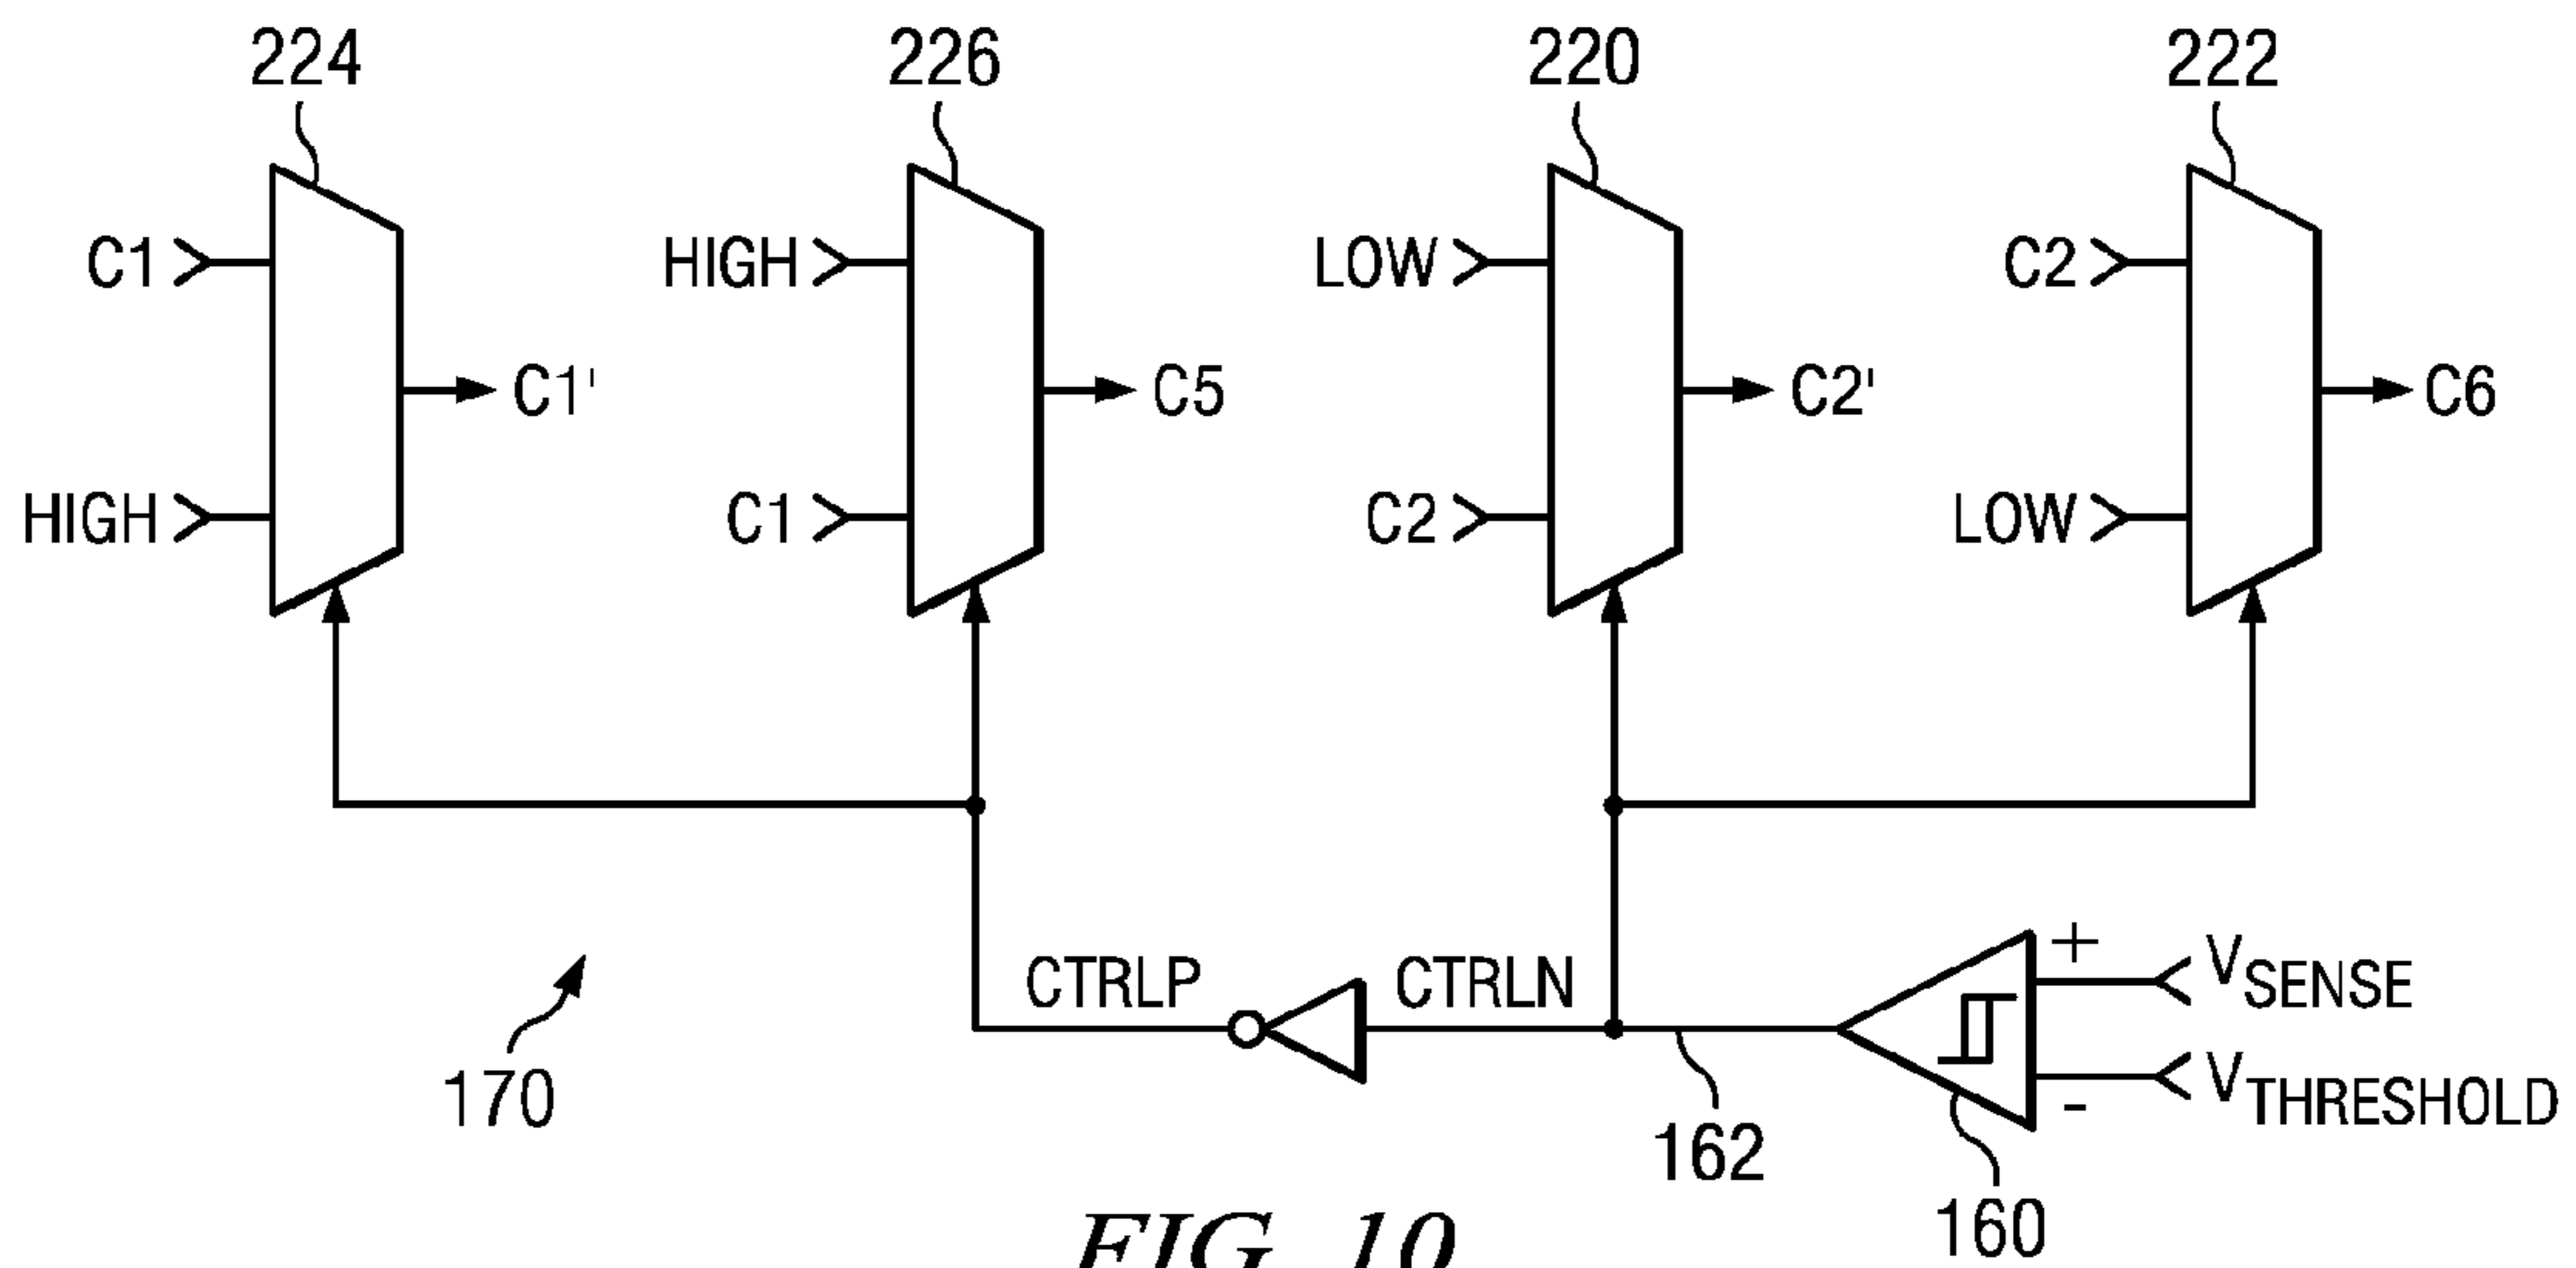 224 226 220 222
C1 HIGH LOW C2
C1' C5 C2' C6
HIGH C1 C2 LOW
+ VSENSE
CTRLP CTRLN
- VTHRESHOLD
170 162 160
FIG. 10